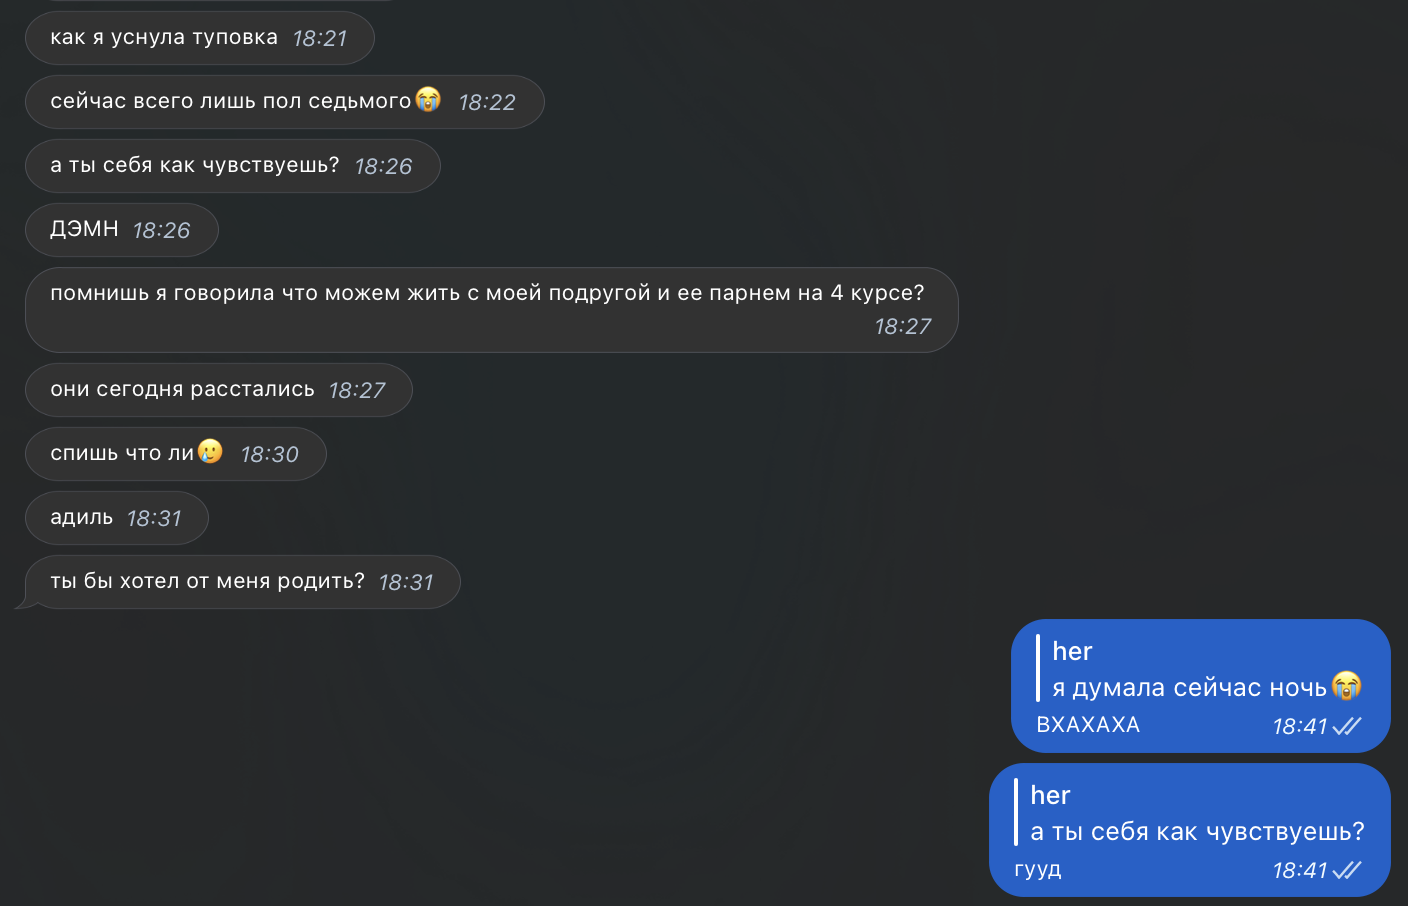 как я уснула туповка 18:21
сейчас всего лишь пол седьмого😭 18:22
а ты себя как чувствуешь? 18:26
ДЭМН 18:26
помнишь я говорила что можем жить с моей подругой и ее парнем на 4 курсе?
18:27
они сегодня расстались 18:27
спишь что ли🥲 18:30
адиль 18:31
ты бы хотел от меня родить? 18:31
her
я думала сейчас ночь😭
ВХАХАХА 18:41
her
а ты себя как чувствуешь?
гууд 18:41